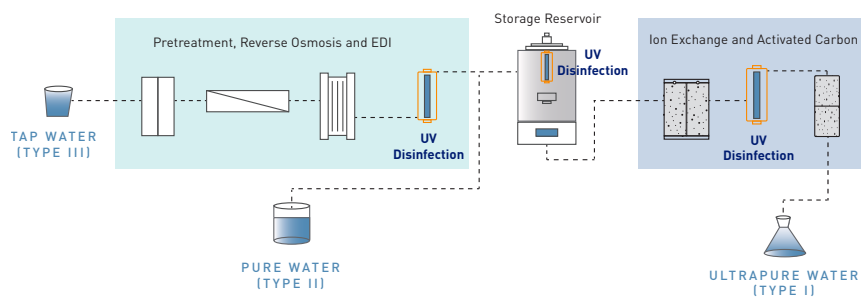 Storage Reservoir
Pretreatment, Reverse Osmosis and EDI
UV
Disinfection
Ion Exchange and Activated Carbon
TAP WATER
(TYPE III)
UV
Disinfection
UV
Disinfection
PURE WATER
(TYPE II)
ULTRAPURE WATER
(TYPE I)